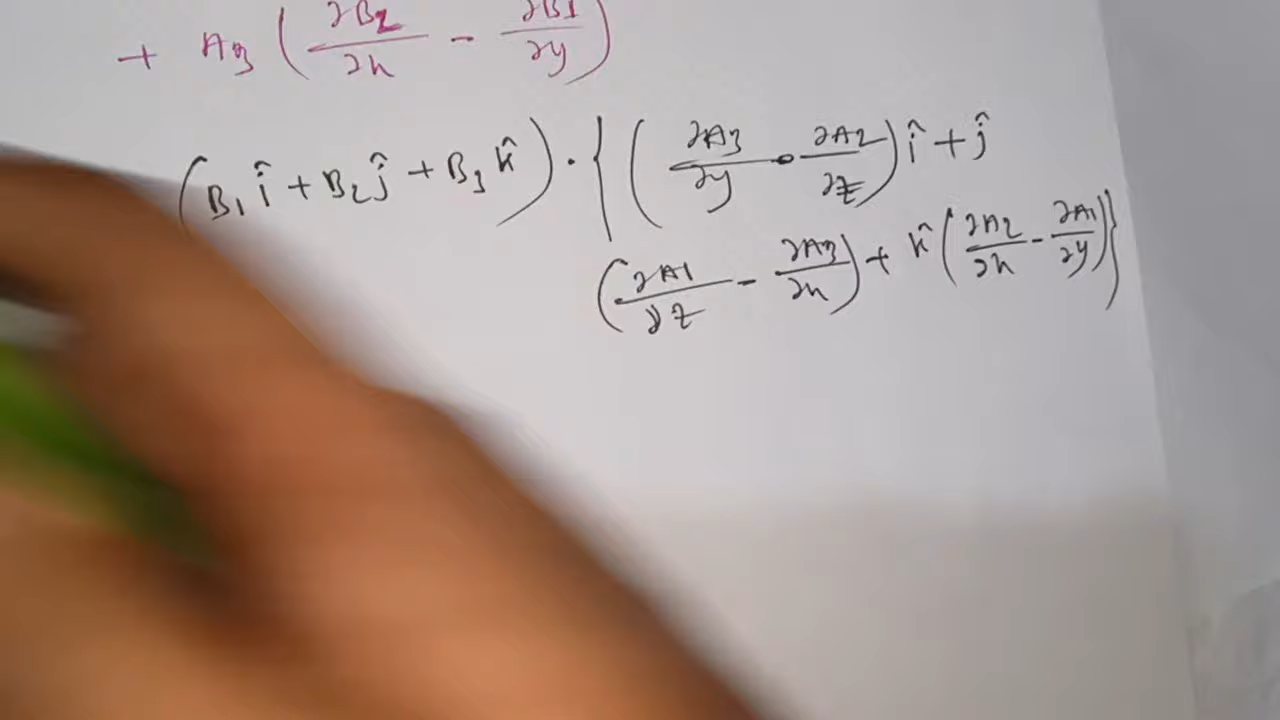 + A3 ( ∂B2/∂x - ∂B1/∂y )
( B1 î + B2 ĵ + B3 k̂ ) · { ( ∂A3/∂y - ∂A2/∂z ) î + ĵ
( ∂A1/∂z - ∂A3/∂x ) + k̂ ( ∂A2/∂x - ∂A1/∂y ) }